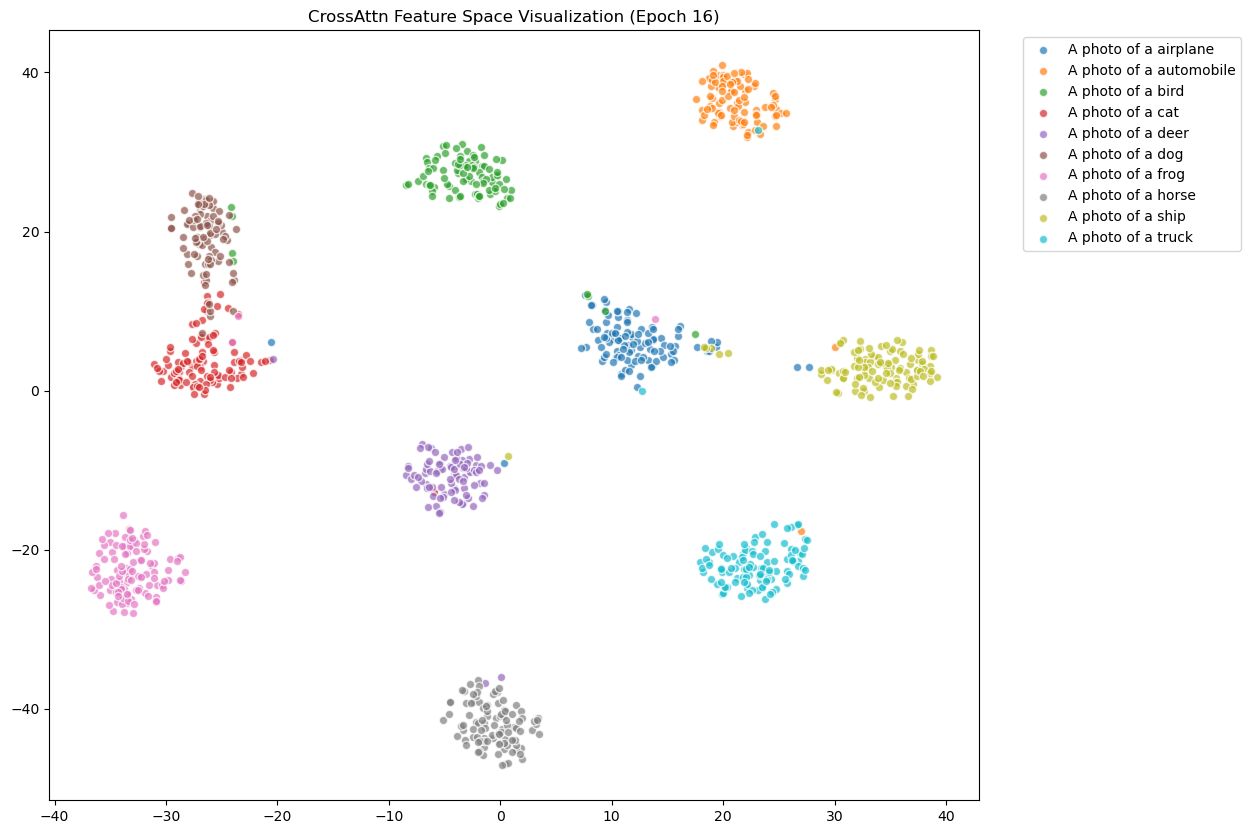 CrossAttn Feature Space Visualization (Epoch 16)
A photo of a airplane
A photo of a automobile
A photo of a bird
A photo of a cat
A photo of a deer
A photo of a dog
A photo of a frog
A photo of a horse
A photo of a ship
A photo of a truck
40
20
0
−20
−40
−40 −30 −20 −10 0 10 20 30 40